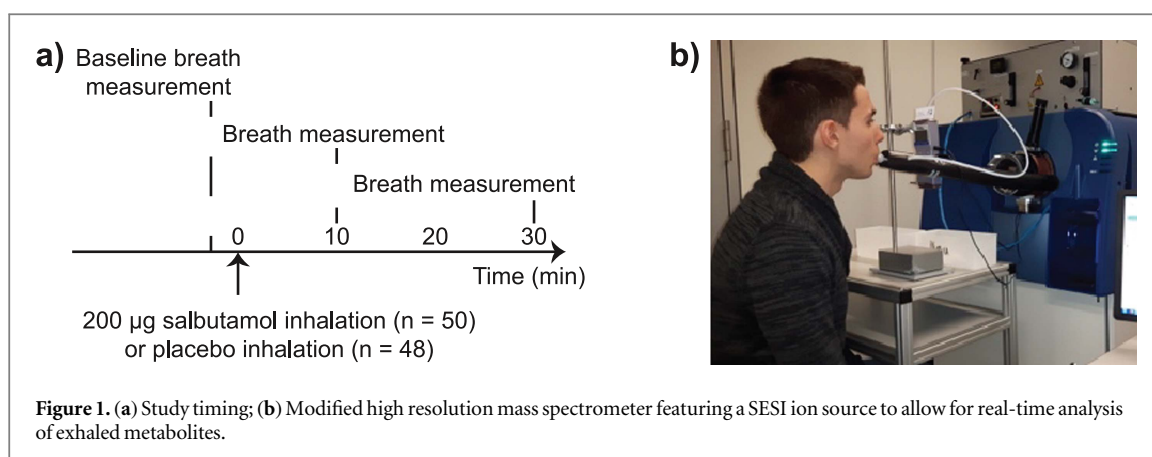 a)
Baseline breath
measurement
Breath measurement
Breath measurement
0 10 20 30
Time (min)
200 µg salbutamol inhalation (n = 50)
or placebo inhalation (n = 48)
b)
Figure 1. (a) Study timing; (b) Modified high resolution mass spectrometer featuring a SESI ion source to allow for real-time analysis
of exhaled metabolites.